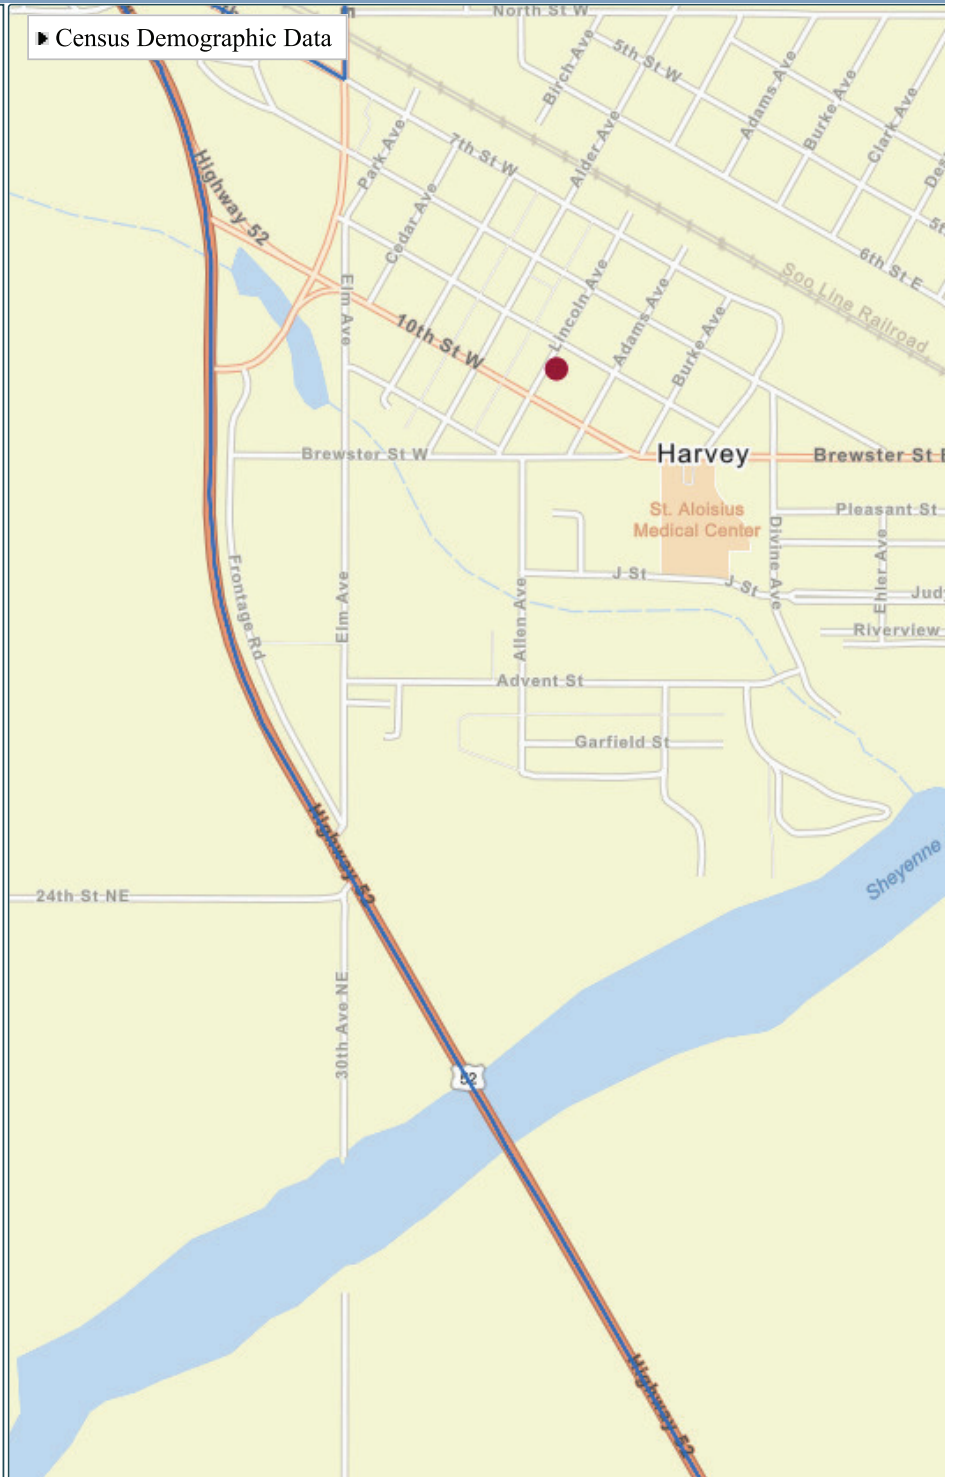 North St W
Census Demographic Data
5th St W
Birch Ave
Adams Ave
Burke Ave
Clark Ave
Park Ave
7th St W
Alder Ave
Highway 52
Cedar Ave
6th St E
Soo Line Railroad
Elm Ave
Lincoln Ave
Adams Ave
Burke Ave
10th St W
Brewster St W
Harvey
Brewster St E
St. Aloisius
Medical Center
Pleasant St
Divine Ave
Ehler Ave
Frontage Rd
Elm Ave
Allen Ave
J St
J St
Jud
Riverview
Advent St
Garfield St
Highway 52
Sheyenne
24th St NE
30th Ave NE
52
Highway 52